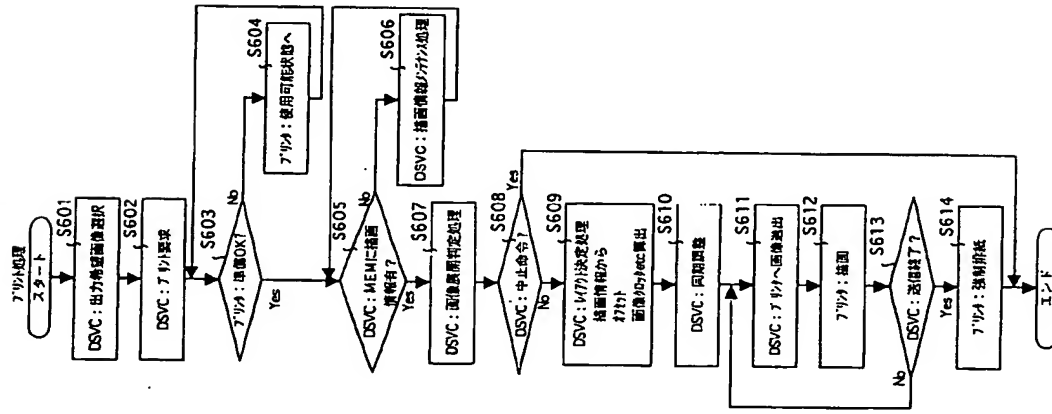 プリント処理
スタート
S601
DSVC：出力希望画像選択
S602
DSVC：プリント要求
S603
プリンタ：準備OK？
No
S604
プリンタ：使用可能状態へ
Yes
S605
DSVC：MEMに描画
情報有？
No
S606
DSVC：描画情報メンテナンス処理
Yes
S607
DSVC：画像展開判定処理
S608
DSVC：中止命令？
Yes
No
S609
DSVC：レイアウト決定処理
描画情報から
オフセット
画像クロックetc算出
S610
DSVC：同期調整
S611
DSVC：プリンタへ画像送出
S612
プリンタ：描画
S613
DSVC：送信終了？
No
Yes
S614
プリンタ：強制排紙
エンド